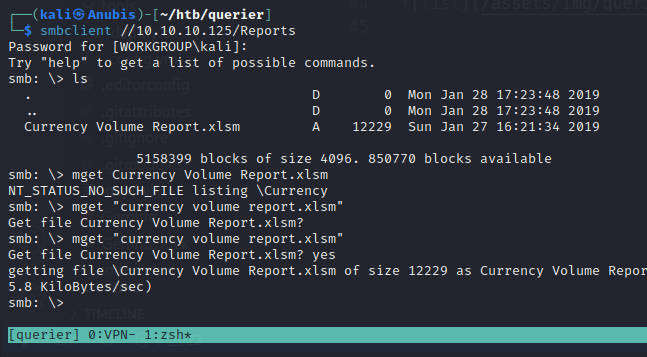 ┌──(kali㉿Anubis)-[~/htb/querier]
└─$ smbclient //10.10.10.125/Reports
Password for [WORKGROUP\kali]:
Try "help" to get a list of possible commands.
smb: \> ls
. D 0 Mon Jan 28 17:23:48 2019
.. D 0 Mon Jan 28 17:23:48 2019
Currency Volume Report.xlsm A 12229 Sun Jan 27 16:21:34 2019
5158399 blocks of size 4096. 850770 blocks available
smb: \> mget Currency Volume Report.xlsm
NT_STATUS_NO_SUCH_FILE listing \Currency
smb: \> mget "currency volume report.xlsm"
Get file Currency Volume Report.xlsm?
smb: \> mget "currency volume report.xlsm"
Get file Currency Volume Report.xlsm? yes
getting file \Currency Volume Report.xlsm of size 12229 as Currency Volume Repor
5.8 KiloBytes/sec)
smb: \>
TIMELINE
[querier] 0:VPN- 1:zsh*